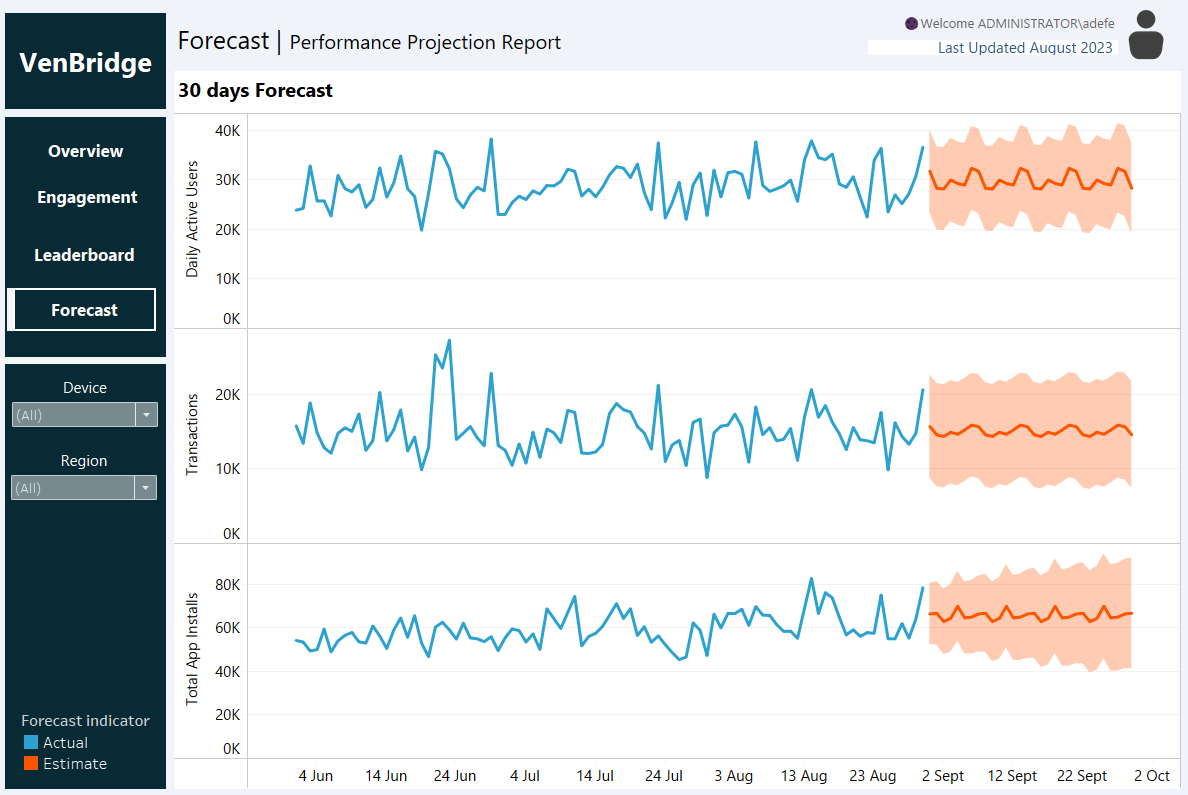 VenBridge
Forecast | Performance Projection Report
Welcome ADMINISTRATOR\adefe
Last Updated August 2023
Overview
Engagement
Leaderboard
Forecast
Device
(All)
Region
(All)
Forecast indicator
Actual
Estimate
30 days Forecast
Daily Active Users
40K
30K
20K
10K
0K
Transactions
20K
10K
0K
Total App Installs
80K
60K
40K
20K
0K
4 Jun 14 Jun 24 Jun 4 Jul 14 Jul 24 Jul 3 Aug 13 Aug 23 Aug 2 Sept 12 Sept 22 Sept 2 Oct